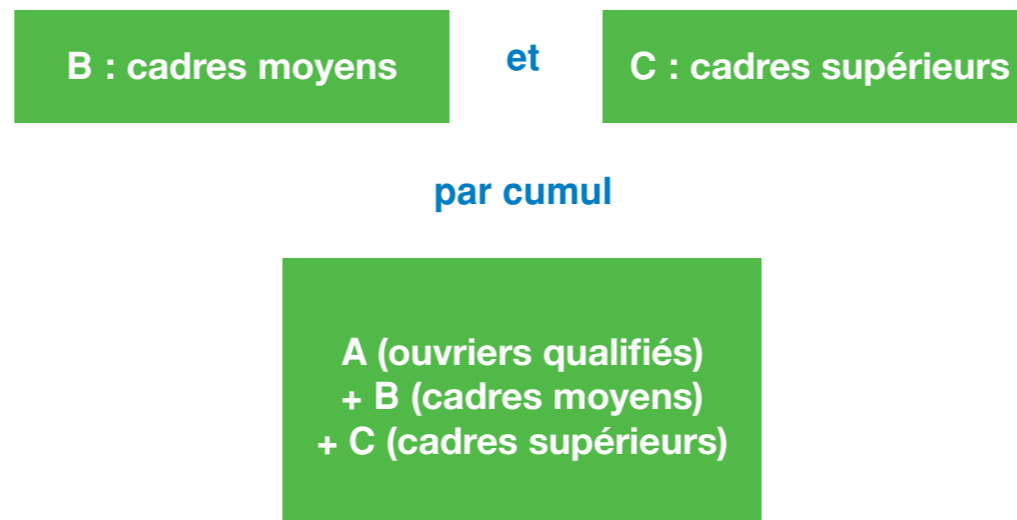 B : cadres moyens et C : cadres supérieurs
par cumul
A (ouvriers qualifiés)
+ B (cadres moyens)
+ C (cadres supérieurs)